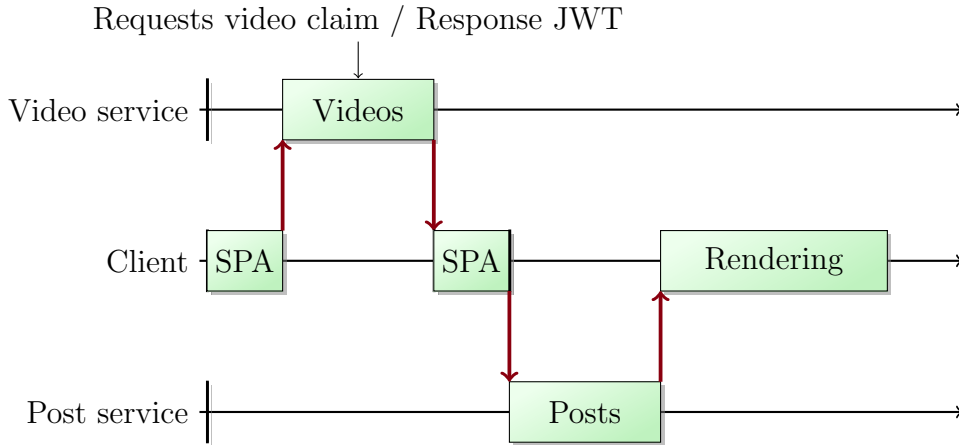 Requests video claim / Response JWT
Video service
Videos
Client
SPA
SPA
Rendering
Post service
Posts